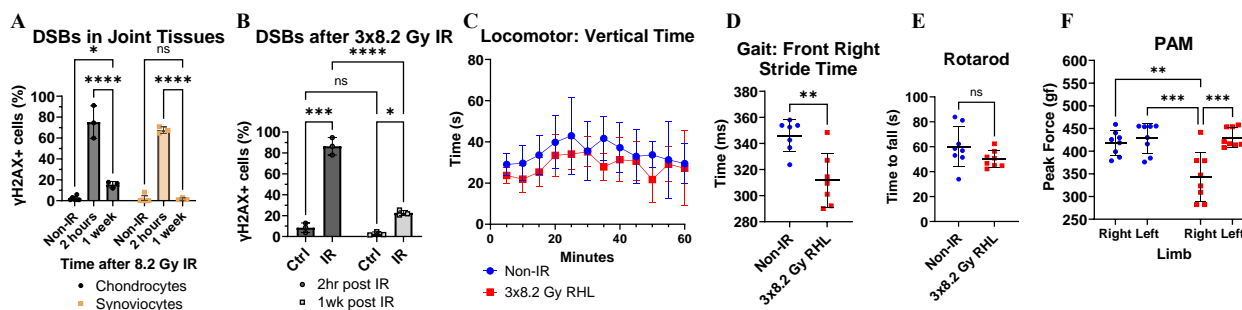 A
DSBs in Joint Tissues
* ns
**** ****
γH2AX+ cells (%)
100
80
60
40
20
0
Non-IR
2 hours
1 week
Non-IR
2 hours
1 week
Time after 8.2 Gy IR
Chondrocytes
Synoviocytes
B
DSBs after 3x8.2 Gy IR
****
ns
*** *
γH2AX+ cells (%)
100
80
60
40
20
0
Ctrl
IR
Ctrl
IR
2hr post IR
1wk post IR
C
Locomotor: Vertical Time
Time (s)
80
60
40
20
0
0 10 20 30 40 50 60
Minutes
Non-IR
3x8.2 Gy RHL
D
Gait: Front Right
Stride Time
**
Time (ms)
360
340
320
300
280
Non-IR
3x8.2 Gy RHL
E
Rotarod
ns
Time to fall (s)
100
80
60
40
20
0
Non-IR
3x8.2 Gy RHL
F
PAM
**
*** ***
Peak Force (gf)
600
550
500
450
400
350
300
250
Right Left Right Left
Limb